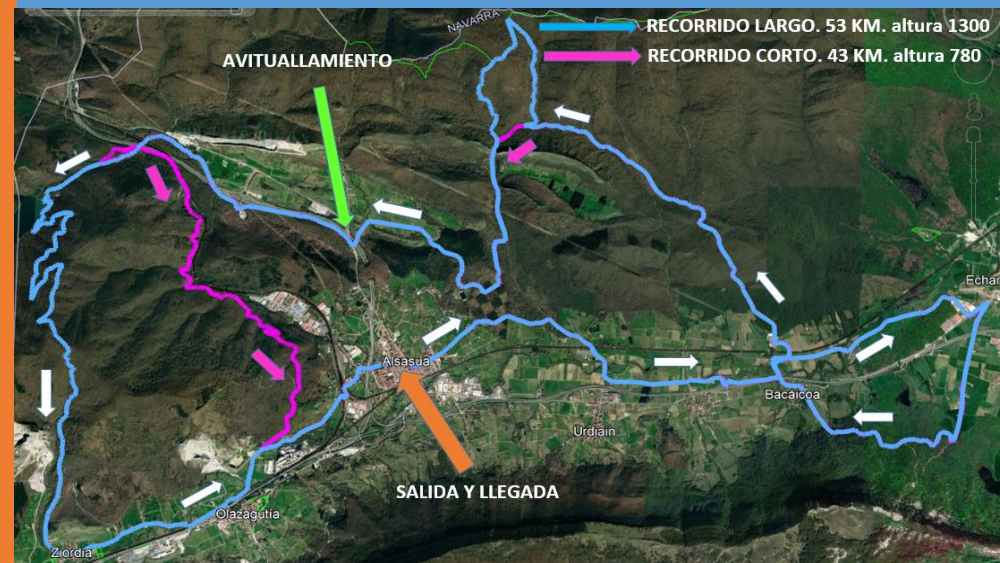 NAVARRA
RECORRIDO LARGO. 53 KM. altura 1300
AVITUALLAMIENTO
RECORRIDO CORTO. 43 KM. altura 780
Echar
Alsasua
Bacaicoa
Urdiain
SALIDA Y LLEGADA
Olazagutía
Ziordia